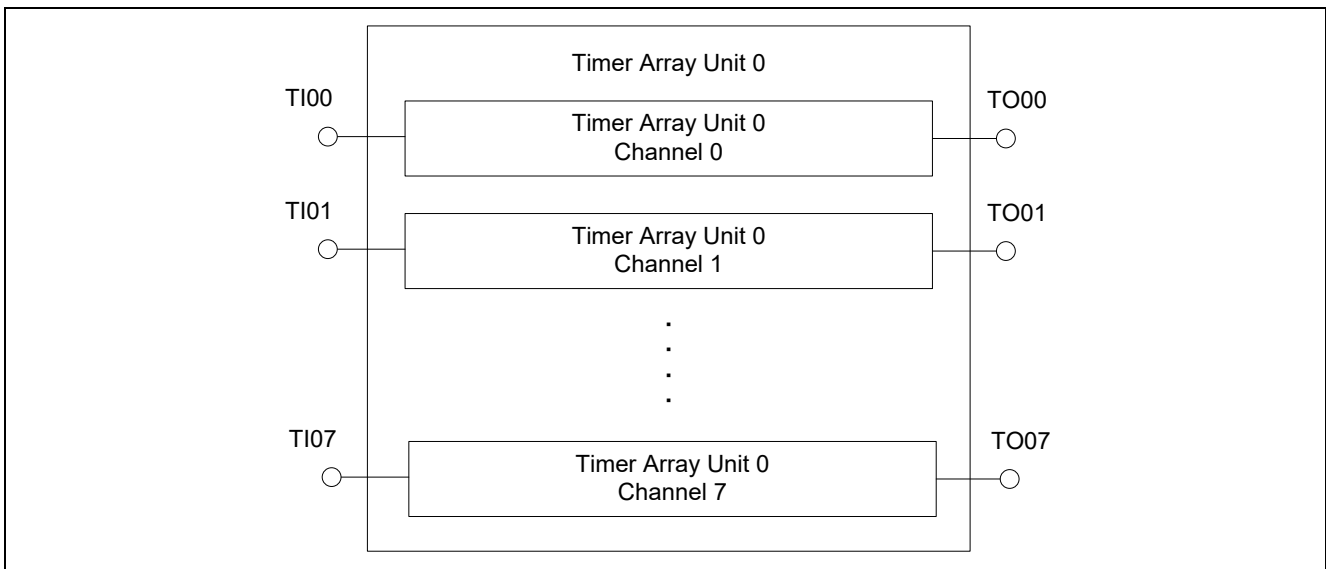 Timer Array Unit 0
TI00
Timer Array Unit 0
Channel 0
TO00
TI01
Timer Array Unit 0
Channel 1
TO01
TI07
Timer Array Unit 0
Channel 7
TO07